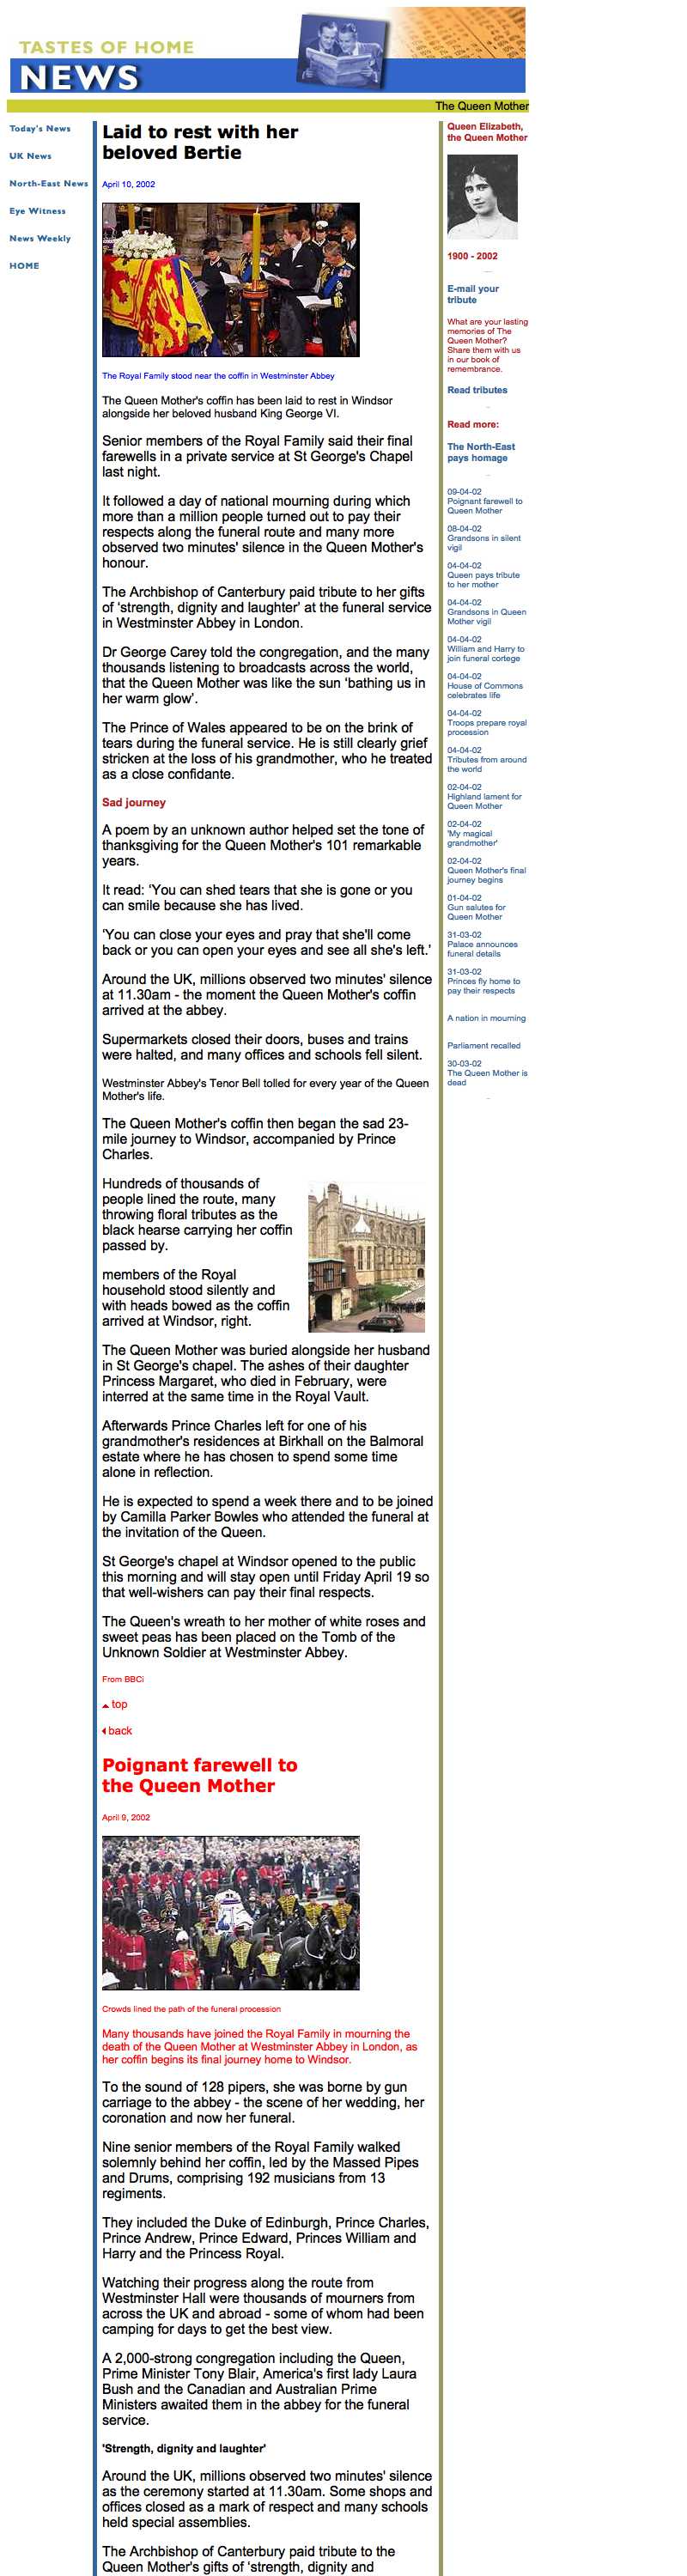 TASTES OF HOME
NEWS
The Queen Mother
Today's News
UK News
North-East News
Eye Witness
News Weekly
HOME
Laid to rest with her
beloved Bertie
April 10, 2002
The Royal Family stood near the coffin in Westminster Abbey
The Queen Mother's coffin has been laid to rest in Windsor
alongside her beloved husband King George VI.
Senior members of the Royal Family said their final
farewells in a private service at St George's Chapel
last night.
It followed a day of national mourning during which
more than a million people turned out to pay their
respects along the funeral route and many more
observed two minutes' silence in the Queen Mother's
honour.
The Archbishop of Canterbury paid tribute to her gifts
of 'strength, dignity and laughter' at the funeral service
in Westminster Abbey in London.
Dr George Carey told the congregation, and the many
thousands listening to broadcasts across the world,
that the Queen Mother was like the sun 'bathing us in
her warm glow'.
The Prince of Wales appeared to be on the brink of
tears during the funeral service. He is still clearly grief
stricken at the loss of his grandmother, who he treated
as a close confidante.
Sad journey
A poem by an unknown author helped set the tone of
thanksgiving for the Queen Mother's 101 remarkable
years.
It read: 'You can shed tears that she is gone or you
can smile because she has lived.
'You can close your eyes and pray that she'll come
back or you can open your eyes and see all she's left.'
Around the UK, millions observed two minutes' silence
at 11.30am - the moment the Queen Mother's coffin
arrived at the abbey.
Supermarkets closed their doors, buses and trains
were halted, and many offices and schools fell silent.
Westminster Abbey's Tenor Bell tolled for every year of the Queen
Mother's life.
The Queen Mother's coffin then began the sad 23-
mile journey to Windsor, accompanied by Prince
Charles.
Hundreds of thousands of
people lined the route, many
throwing floral tributes as the
black hearse carrying her coffin
passed by.
members of the Royal
household stood silently and
with heads bowed as the coffin
arrived at Windsor, right.
The Queen Mother was buried alongside her husband
in St George's chapel. The ashes of their daughter
Princess Margaret, who died in February, were
interred at the same time in the Royal Vault.
Afterwards Prince Charles left for one of his
grandmother's residences at Birkhall on the Balmoral
estate where he has chosen to spend some time
alone in reflection.
He is expected to spend a week there and to be joined
by Camilla Parker Bowles who attended the funeral at
the invitation of the Queen.
St George's chapel at Windsor opened to the public
this morning and will stay open until Friday April 19 so
that well-wishers can pay their final respects.
The Queen's wreath to her mother of white roses and
sweet peas has been placed on the Tomb of the
Unknown Soldier at Westminster Abbey.
From BBCi
top
back
Poignant farewell to
the Queen Mother
April 9, 2002
Crowds lined the path of the funeral procession
Many thousands have joined the Royal Family in mourning the
death of the Queen Mother at Westminster Abbey in London, as
her coffin begins its final journey home to Windsor.
To the sound of 128 pipers, she was borne by gun
carriage to the abbey - the scene of her wedding, her
coronation and now her funeral.
Nine senior members of the Royal Family walked
solemnly behind her coffin, led by the Massed Pipes
and Drums, comprising 192 musicians from 13
regiments.
They included the Duke of Edinburgh, Prince Charles,
Prince Andrew, Prince Edward, Princes William and
Harry and the Princess Royal.
Watching their progress along the route from
Westminster Hall were thousands of mourners from
across the UK and abroad - some of whom had been
camping for days to get the best view.
A 2,000-strong congregation including the Queen,
Prime Minister Tony Blair, America's first lady Laura
Bush and the Canadian and Australian Prime
Ministers awaited them in the abbey for the funeral
service.
'Strength, dignity and laughter'
Around the UK, millions observed two minutes' silence
as the ceremony started at 11.30am. Some shops and
offices closed as a mark of respect and many schools
held special assemblies.
The Archbishop of Canterbury paid tribute to the
Queen Mother's gifts of 'strength, dignity and
Queen Elizabeth,
the Queen Mother
1900 - 2002
E-mail your
tribute
What are your lasting
memories of The
Queen Mother?
Share them with us
in our book of
remembrance.
Read tributes
Read more:
The North-East
pays homage
09-04-02
Poignant farewell to
Queen Mother
08-04-02
Grandsons in silent
vigil
04-04-02
Queen pays tribute
to her mother
04-04-02
Grandsons in Queen
Mother vigil
04-04-02
William and Harry to
join funeral cortege
04-04-02
House of Commons
celebrates life
04-04-02
Troops prepare royal
procession
04-04-02
Tributes from around
the world
02-04-02
Highland lament for
Queen Mother
02-04-02
'My magical
grandmother'
02-04-02
Queen Mother's final
journey begins
01-04-02
Gun salutes for
Queen Mother
31-03-02
Palace announces
funeral details
31-03-02
Princes fly home to
pay their respects
A nation in mourning
Parliament recalled
30-03-02
The Queen Mother is
dead